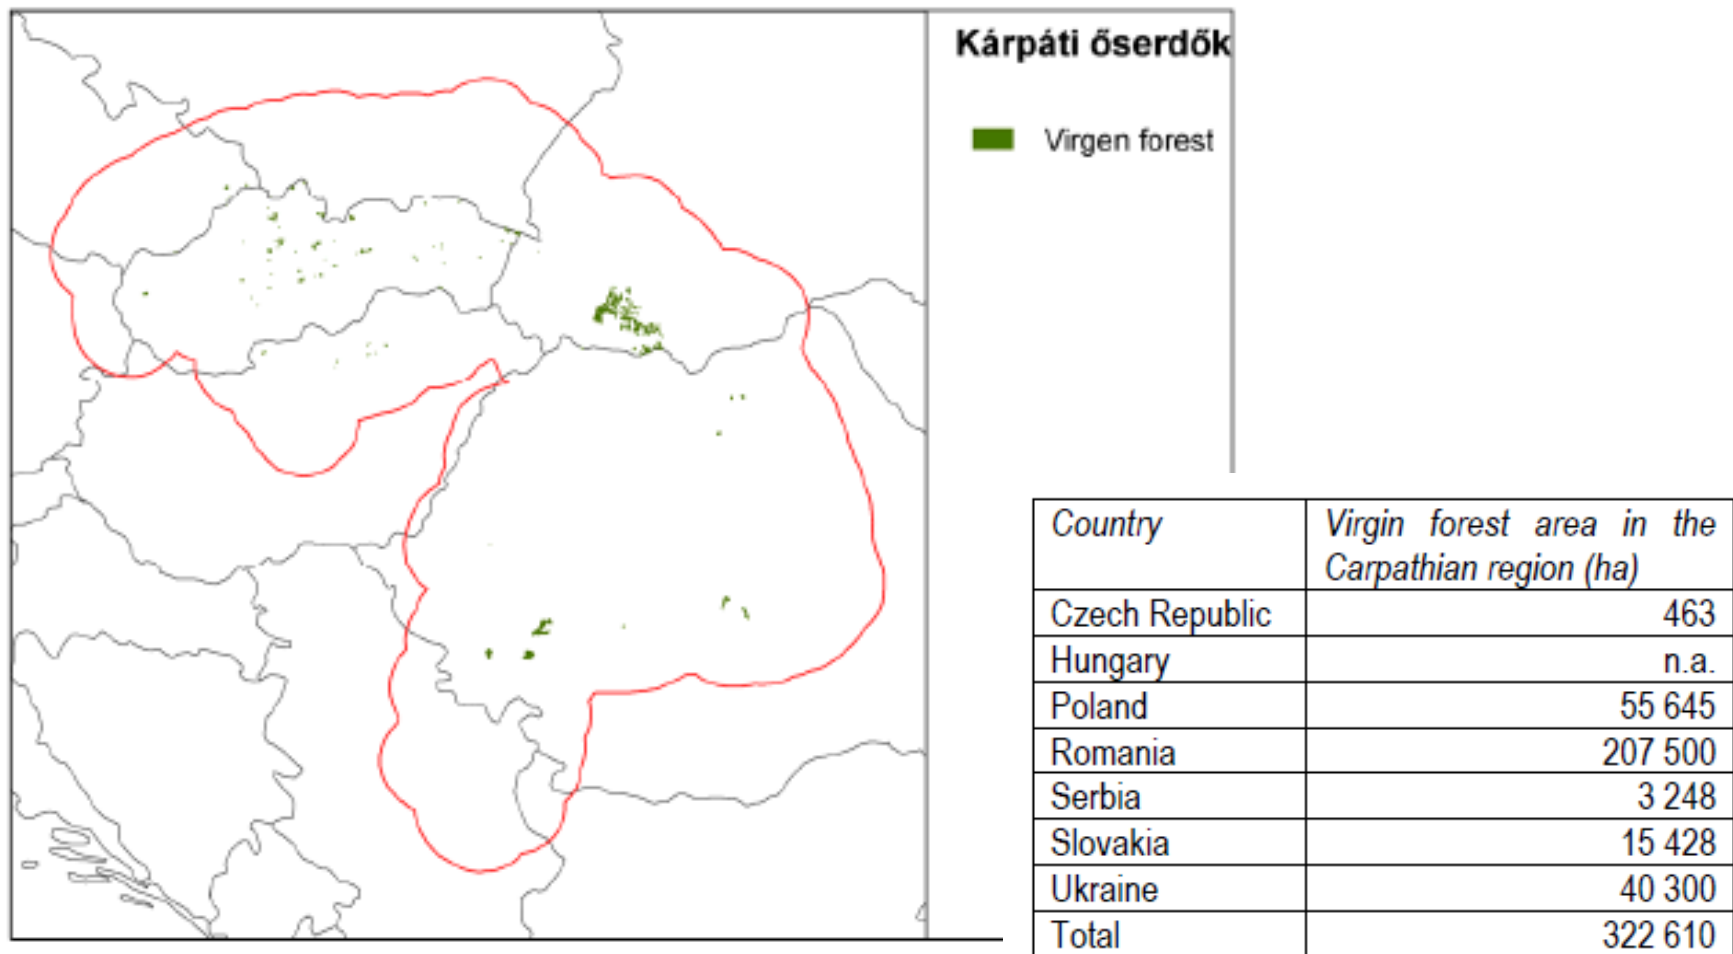 Kárpáti őserdők
Virgen forest
Country Virgin forest area in the
Carpathian region (ha)
Czech Republic 463
Hungary n.a.
Poland 55 645
Romania 207 500
Serbia 3 248
Slovakia 15 428
Ukraine 40 300
Total 322 610